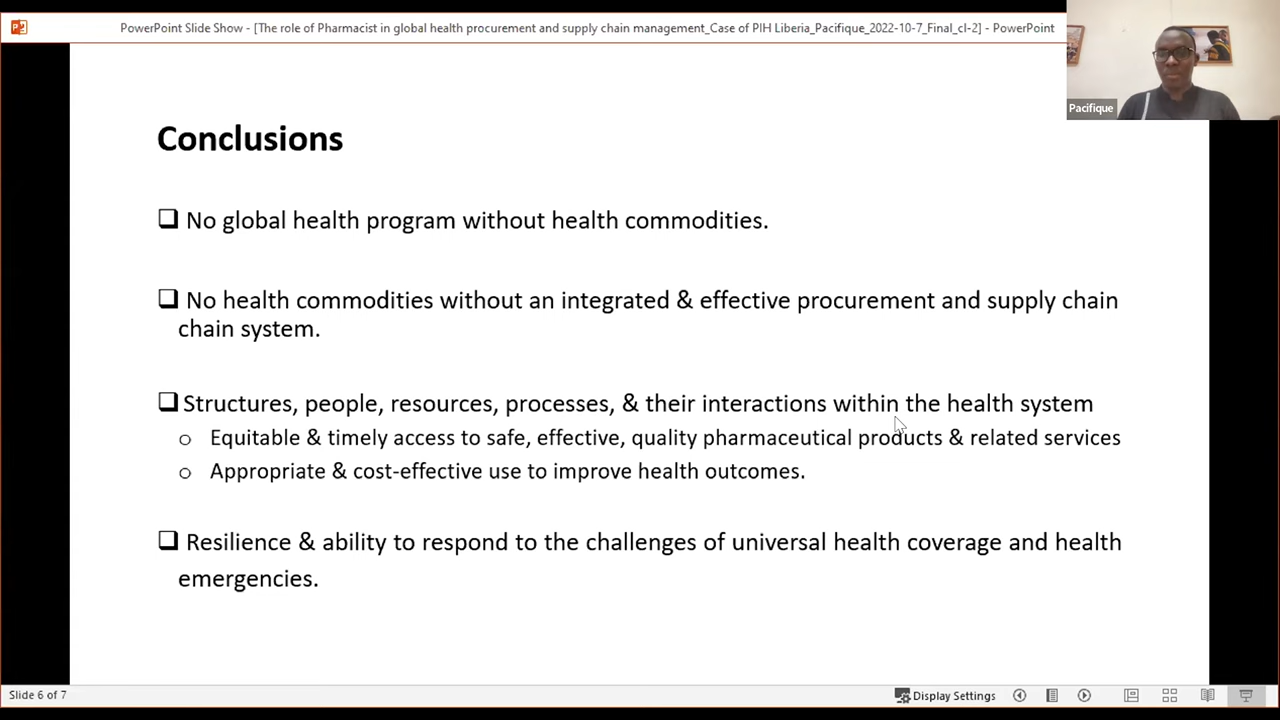 PowerPoint Slide Show - [The role of Pharmacist in global health procurement and supply chain management_Case of PIH Liberia_Pacifique_2022-10-7_Final_cl-2] - PowerPoint
Pacifique
Conclusions
No global health program without health commodities.
No health commodities without an integrated & effective procurement and supply chain
chain system.
Structures, people, resources, processes, & their interactions within the health system
Equitable & timely access to safe, effective, quality pharmaceutical products & related services
Appropriate & cost-effective use to improve health outcomes.
Resilience & ability to respond to the challenges of universal health coverage and health
emergencies.
Slide 6 of 7
Display Settings